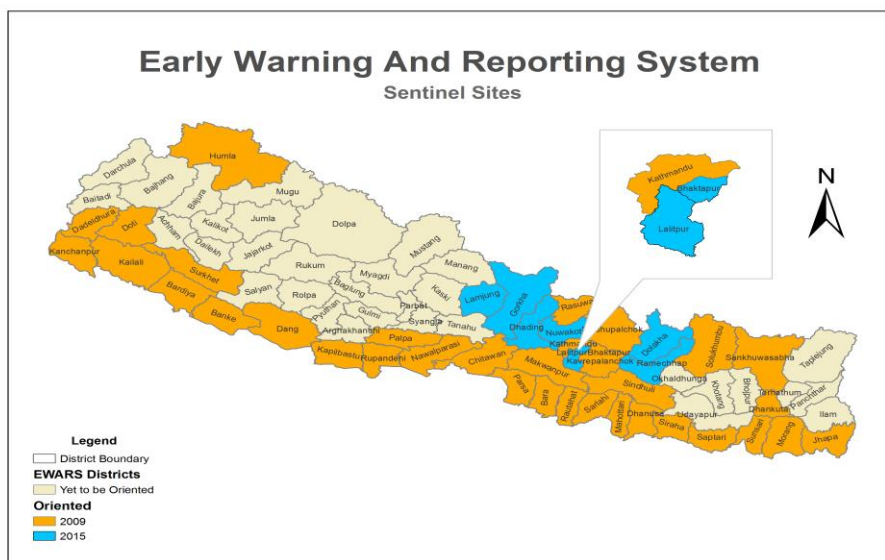 Early Warning And Reporting System
Sentinel Sites
N
Humla
Darchula
Bajhang
Mugu
Baitadi
Bajura
Dadeldhura
Doti
Achham
Kalikot
Jumla
Dolpa
Mustang
Kanchanpur
Kailali
Dailekh
Jajarkot
Surkhet
Rukum
Myagdi
Manang
Bardiya
Salyan
Rolpa
Baglung
Kaski
Lamjung
Gorkha
Banke
Dang
Pyuthan
Gulmi
Parbat
Syangja
Tanahu
Dhading
Rasuwa
Arghakhanchi
Palpa
Nuwakot
Kapilbastu
Rupandehi
Nawalparasi
Chitawan
Makwanpur
Kathmandu
Lalitpur
Bhaktapur
Kavrepalanchok
Dolakha
Ramechhap
Solukhumbu
Sankhuwasabha
Taplejung
Parsa
Bara
Rautahat
Sarlahi
Sindhuli
Okhaldhunga
Khotang
Bhojpur
Terhathum
Panchthar
Mahottari
Dhanusa
Siraha
Udayapur
Dhankuta
Ilam
Saptari
Sunsari
Morang
Jhapa
Kathmandu
Bhaktapur
Lalitpur
Legend
District Boundary
EWARS Districts
Yet to be Oriented
Oriented
2009
2015